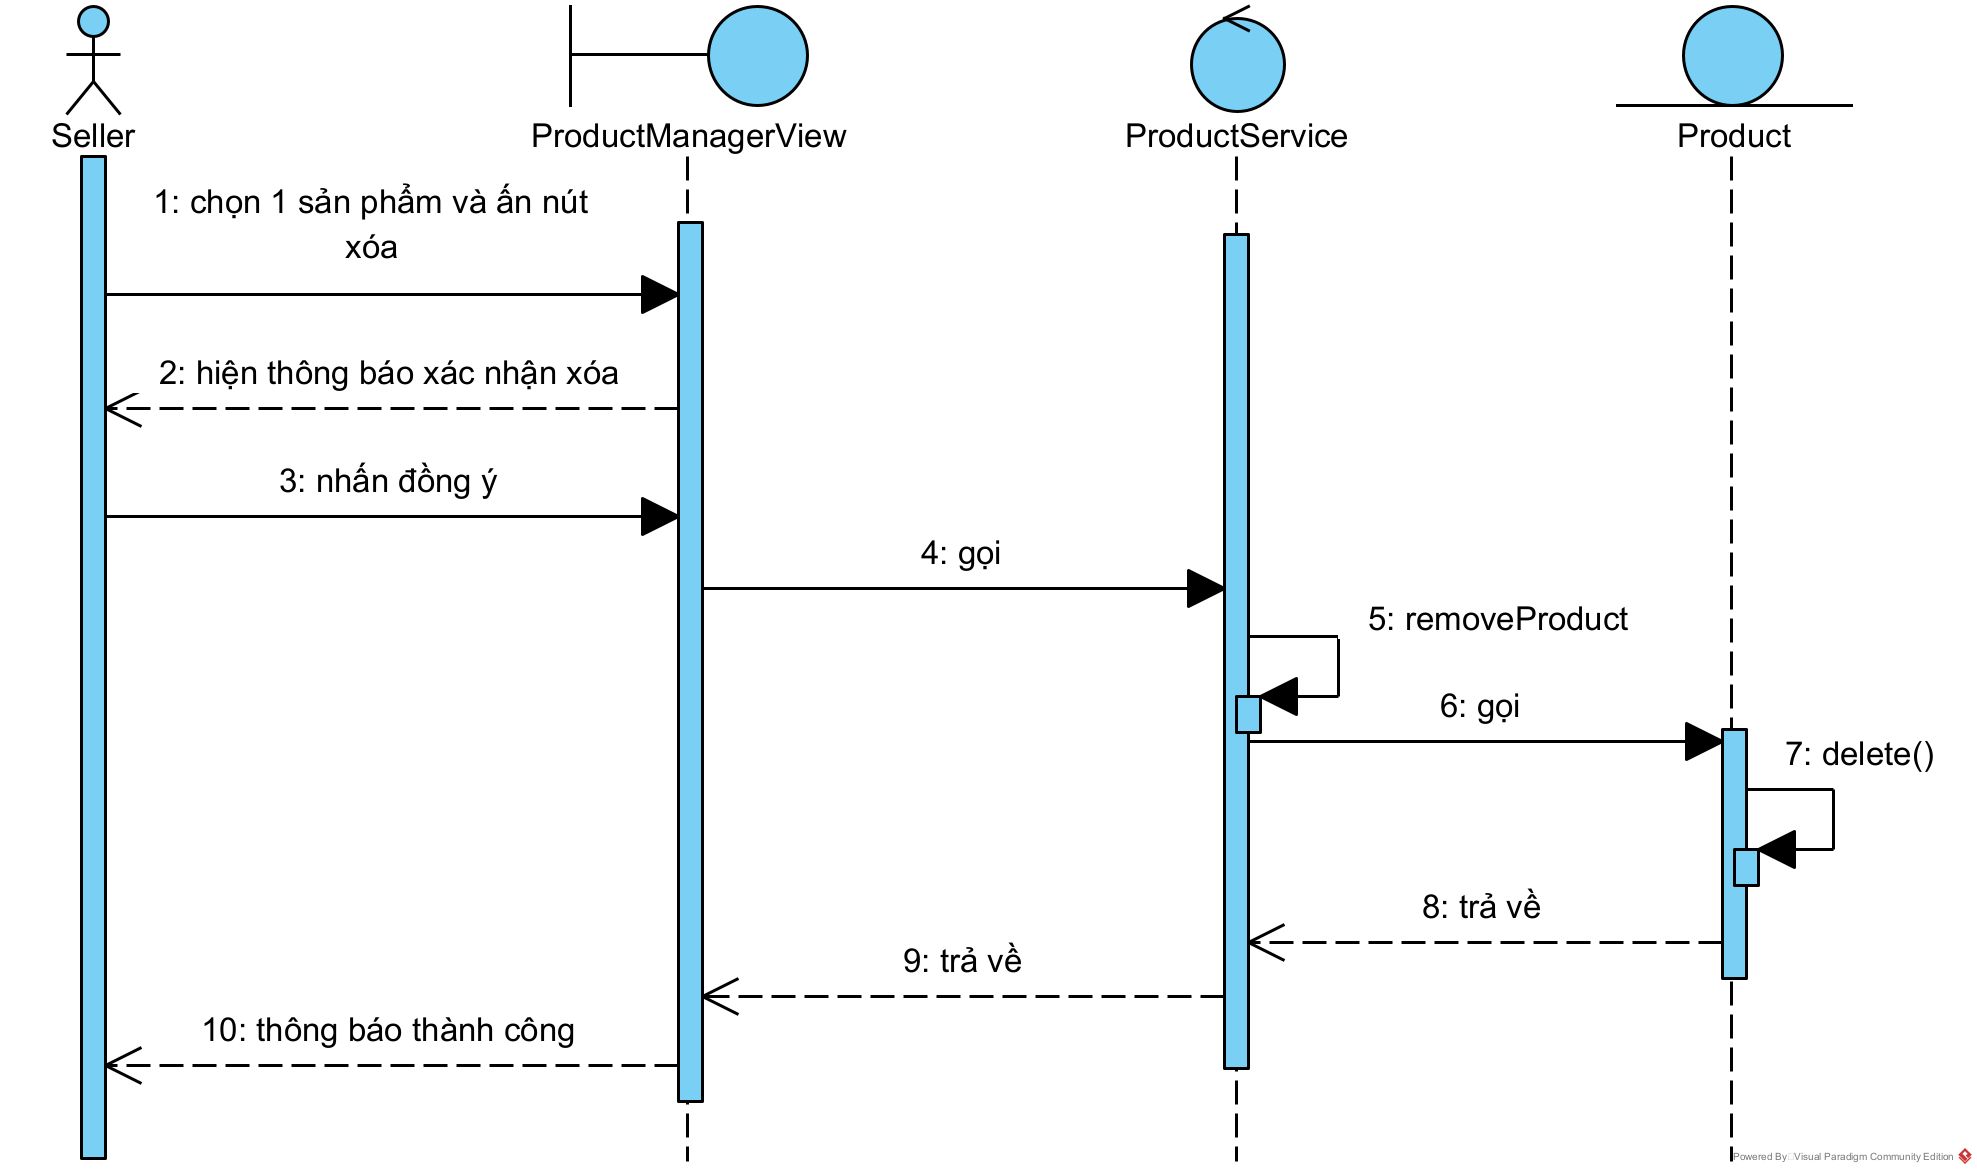 Seller
ProductManagerView
ProductService
Product
1: chọn 1 sản phẩm và ấn nút
xóa
2: hiện thông báo xác nhận xóa
3: nhấn đồng ý
4: gọi
5: removeProduct
6: gọi
7: delete()
8: trả về
9: trả về
10: thông báo thành công
Powered By Visual Paradigm Community Edition